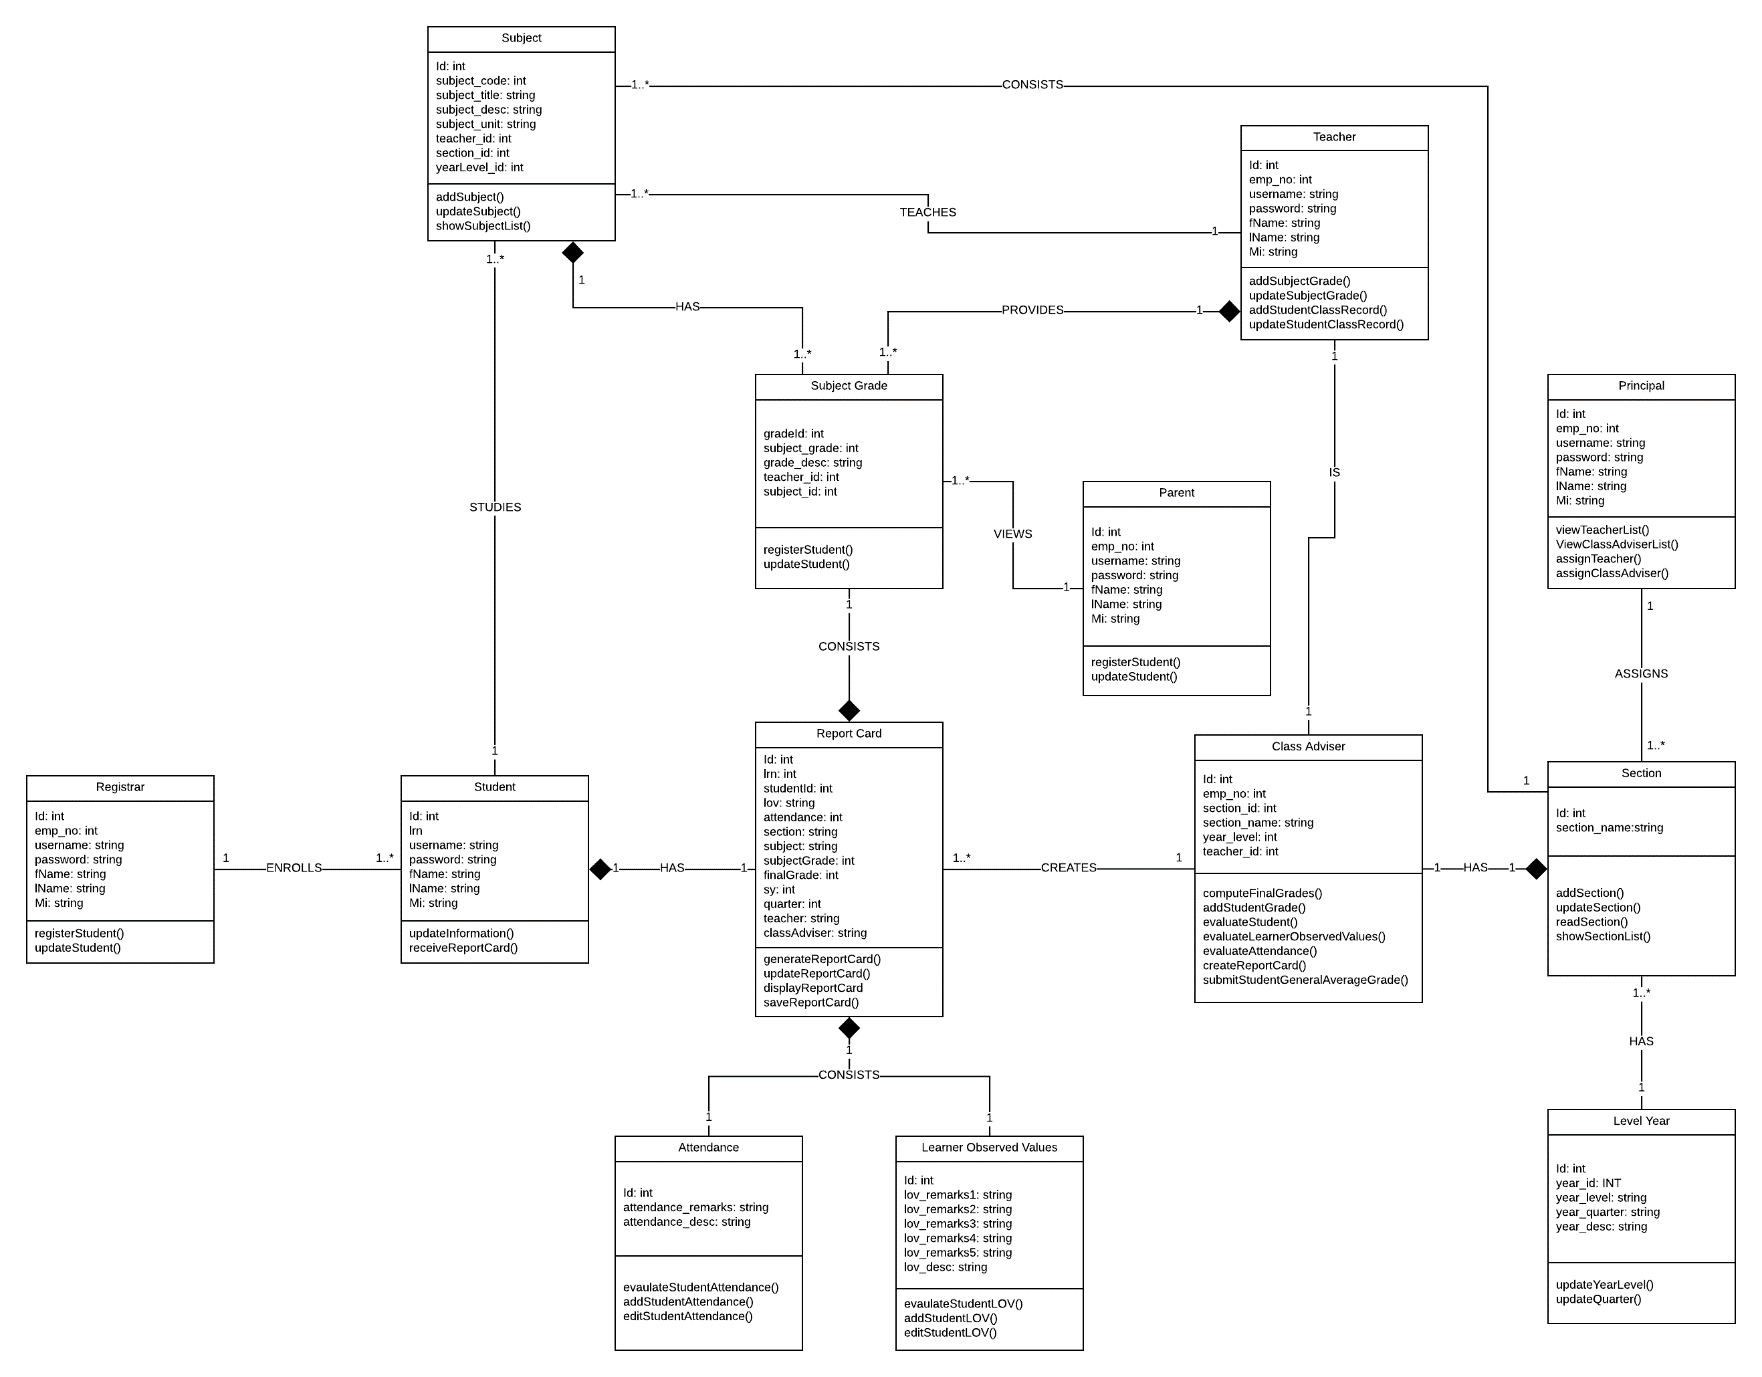 Subject
Id: int
subject_code: int
subject_title: string
subject_desc: string
subject_unit: string
teacher_id: int
section_id: int
yearLevel_id: int
addSubject()
updateSubject()
showSubjectList()
1..*
CONSISTS
1
1..*
TEACHES
1
Teacher
Id: int
emp_no: int
username: string
password: string
fName: string
lName: string
Mi: string
addSubjectGrade()
updateSubjectGrade()
addStudentClassRecord()
updateStudentClassRecord()
1..*
STUDIES
1
1
HAS
1..*
1
PROVIDES
1..*
1
IS
1
Subject Grade
gradeId: int
subject_grade: int
grade_desc: string
teacher_id: int
subject_id: int
registerStudent()
updateStudent()
1..*
VIEWS
1
Parent
Id: int
emp_no: int
username: string
password: string
fName: string
lName: string
Mi: string
registerStudent()
updateStudent()
Principal
Id: int
emp_no: int
username: string
password: string
fName: string
lName: string
Mi: string
viewTeacherList()
ViewClassAdviserList()
assignTeacher()
assignClassAdviser()
1
ASSIGNS
1..*
1
CONSISTS
Registrar
Id: int
emp_no: int
username: string
password: string
fName: string
lName: string
Mi: string
registerStudent()
updateStudent()
1
ENROLLS
1..*
Student
Id: int
lrn
username: string
password: string
fName: string
lName: string
Mi: string
updateInformation()
receiveReportCard()
1
HAS
1
Report Card
Id: int
lrn: int
studentId: int
lov: string
attendance: int
section: string
subject: string
subjectGrade: int
finalGrade: int
sy: int
quarter: int
teacher: string
classAdviser: string
generateReportCard()
updateReportCard()
displayReportCard
saveReportCard()
1..*
CREATES
1
Class Adviser
Id: int
emp_no: int
section_id: int
section_name: string
year_level: int
teacher_id: int
computeFinalGrades()
addStudentGrade()
evaluateStudent()
evaluateLearnerObservedValues()
evaluateAttendance()
createReportCard()
submitStudentGeneralAverageGrade()
1
HAS
1
Section
Id: int
section_name:string
addSection()
updateSection()
readSection()
showSectionList()
1..*
HAS
1
1
CONSISTS
1
1
Attendance
Id: int
attendance_remarks: string
attendance_desc: string
evaulateStudentAttendance()
addStudentAttendance()
editStudentAttendance()
Learner Observed Values
Id: int
lov_remarks1: string
lov_remarks2: string
lov_remarks3: string
lov_remarks4: string
lov_remarks5: string
lov_desc: string
evaulateStudentLOV()
addStudentLOV()
editStudentLOV()
Level Year
Id: int
year_id: INT
year_level: string
year_quarter: string
year_desc: string
updateYearLevel()
updateQuarter()